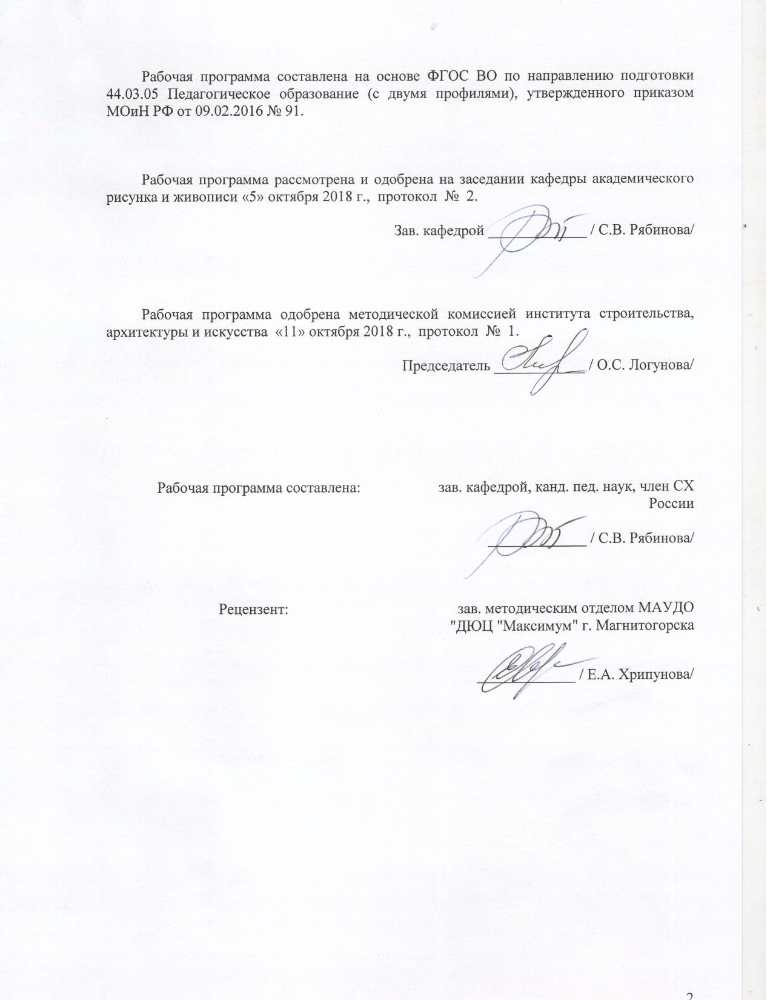 Рабочая программа составлена на основе ФГОС ВО по направлению подготовки
44.03.05 Педагогическое образование (с двумя профилями), утвержденного приказом
МОиН РФ от 09.02.2016 № 91.
Рабочая программа рассмотрена и одобрена на заседании кафедры академического
рисунка и живописи «5» октября 2018 г., протокол № 2.
Зав. кафедрой _____________ / С.В. Рябинова/
Рабочая программа одобрена методической комиссией института строительства,
архитектуры и искусства «11» октября 2018 г., протокол № 1.
Председатель ____________ / О.С. Логунова/
Рабочая программа составлена: зав. кафедрой, канд. пед. наук, член СХ
России
_____________ / С.В. Рябинова/
Рецензент: зав. методическим отделом МАУДО
"ДЮЦ "Максимум" г. Магнитогорска
_____________ / Е.А. Хрипунова/
2